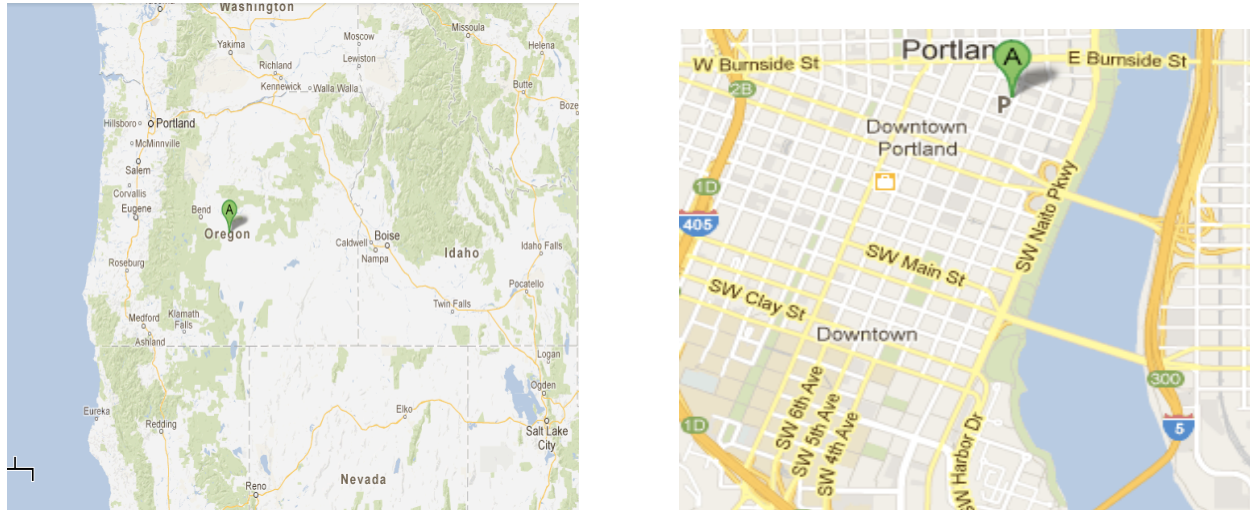 Washington
Missoula
Yakima
Moscow
Helena
Lewiston
Richland
Kennewick
Walla Walla
Butte
Boze
Hillsboro
Portland
McMinnville
Salem
Corvallis
Eugene
Bend
A
Oregon
Caldwell
Boise
Nampa
Idaho
Idaho Falls
Roseburg
Pocatello
Twin Falls
Medford
Klamath
Falls
Ashland
Logan
Ogden
Eureka
Elko
Redding
Salt Lake
City
Nevada
Reno
Portlan
A
W Burnside St
E Burnside St
2B
P
Downtown
Portland
1D
405
SW Naito Pkwy
SW Main St
SW Clay St
Downtown
300
SW 6th Ave
SW 5th Ave
SW 4th Ave
1D
5
SW Harbor Dr